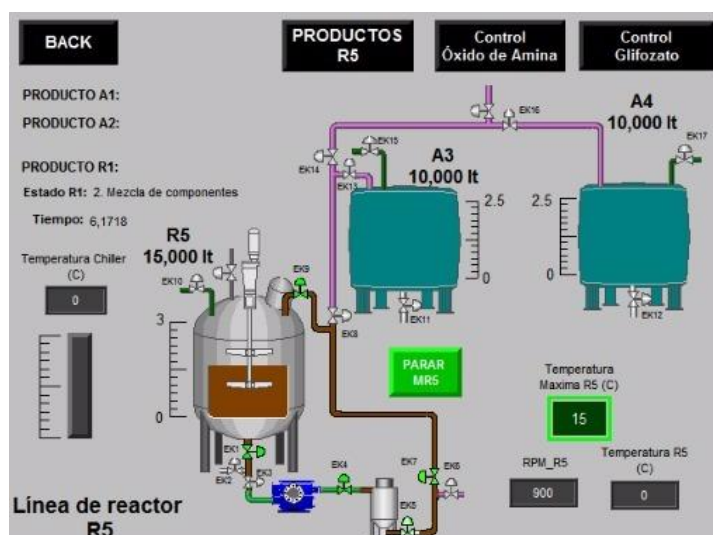 BACK
PRODUCTOS
R5
Control
Óxido de Amina
Control
Glifozato
PRODUCTO A1:
PRODUCTO A2:
PRODUCTO R1:
Estado R1: 2. Mezcla de componentes
Tiempo: 6,1718
Temperatura Chiller
(C)
0
R5
15,000 lt
EK10
3
0
EK9
EK14
EK15
EK13
EK16
A3
10,000 lt
2.5
0
A4
10,000 lt
EK17
2.5
0
EK8
EK11
EK12
PARAR
MR5
Temperatura
Maxima R5 (C)
15
RPM_R5
900
Temperatura R5
(C)
0
EK1
EK2
EK3
EK4
EK5
EK7
EK6
Línea de reactor
R5